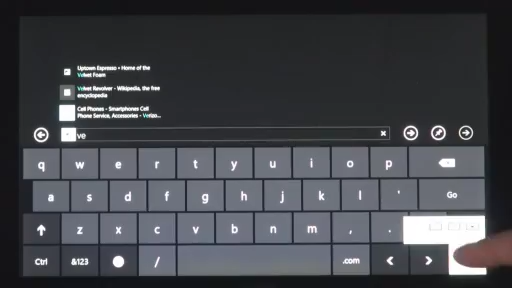 Uptown Espresso • Home of the
Velvet Foam
Velvet Revolver - Wikipedia, the free
encyclopedia
Cell Phones - Smartphones Cell
Phone Service, Accessories - Verizo...
ve
q w e r t y u i o p
a s d f g h j k l ' Go
z x c v b n m , .
Ctrl &123 / .com < >